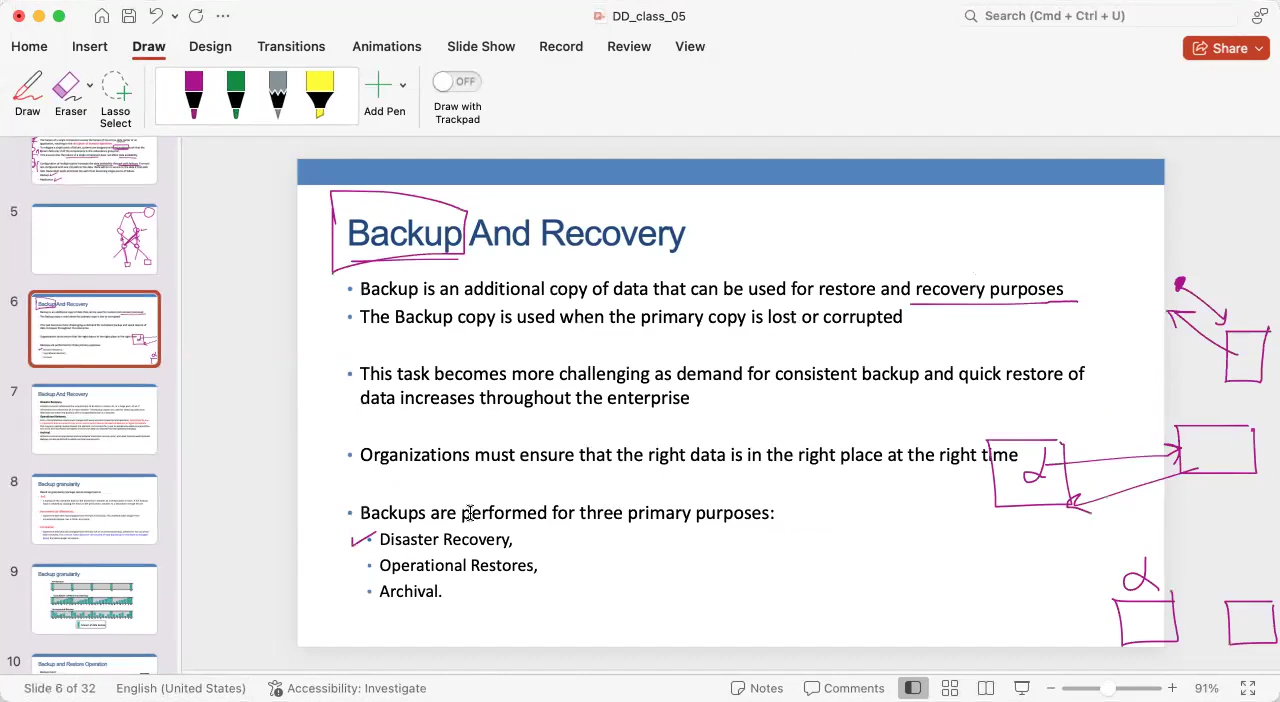 DD_class_05
Search (Cmd + Ctrl + U)
Home Insert Draw Design Transitions Animations Slide Show Record Review View Share
OFF
Draw Eraser Lasso Select Add Pen Draw with Trackpad
5
6
7
8
9
10
Backup And Recovery
Backup And Recovery
Backup granularity
Backup granularity
Backup and Restore Operation
Backup And Recovery
• Backup is an additional copy of data that can be used for restore and recovery purposes
• The Backup copy is used when the primary copy is lost or corrupted
• This task becomes more challenging as demand for consistent backup and quick restore of
data increases throughout the enterprise
• Organizations must ensure that the right data is in the right place at the right time
d
• Backups are performed for three primary purposes:
• Disaster Recovery,
• Operational Restores,
• Archival.
d
Slide 6 of 32 English (United States) Accessibility: Investigate Notes Comments 91%